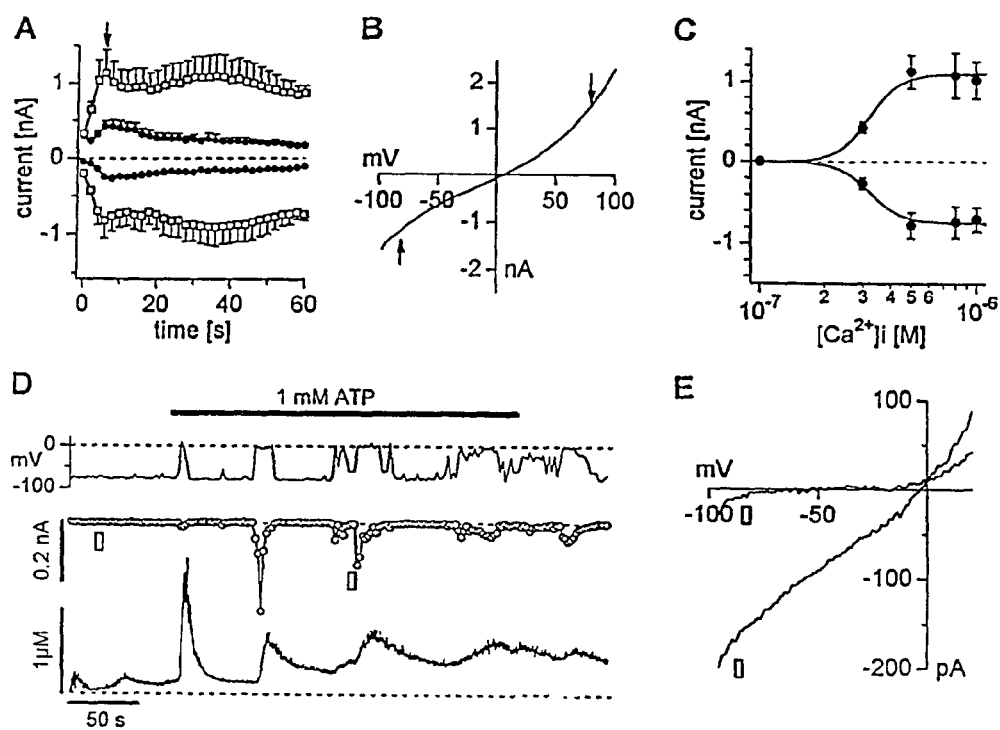 A
current [nA]
1
0
-1
0 20 40 60
time [s]
B
mV
2
1
-100 -50 50 100
-1
-2 nA
C
current [nA]
1
0
-1
10-7 2 3 4 5 6 10-6
[Ca2+]i [M]
D
1 mM ATP
0
mV
-100
0.2 nA
1µM
50 s
E
100
mV
-100 -50
-100
-200 pA